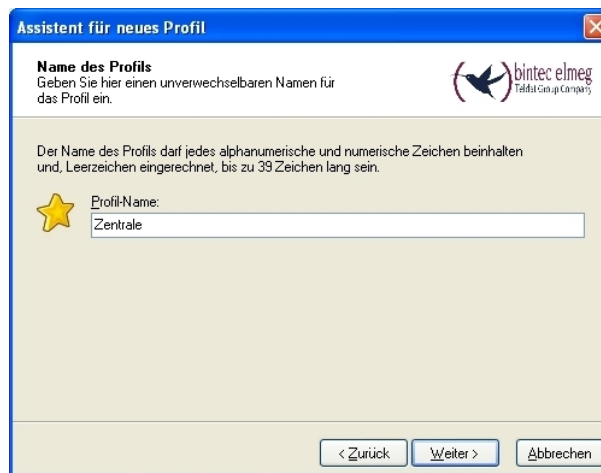 Assistent für neues Profil
Name des Profils
Geben Sie hier einen unverwechselbaren Namen für
das Profil ein.
bintec elmeg
Teldat Group Company
Der Name des Profils darf jedes alphanumerische und numerische Zeichen beinhalten
und, Leerzeichen eingerechnet, bis zu 39 Zeichen lang sein.
Profil-Name:
Zentrale
< Zurück
Weiter >
Abbrechen